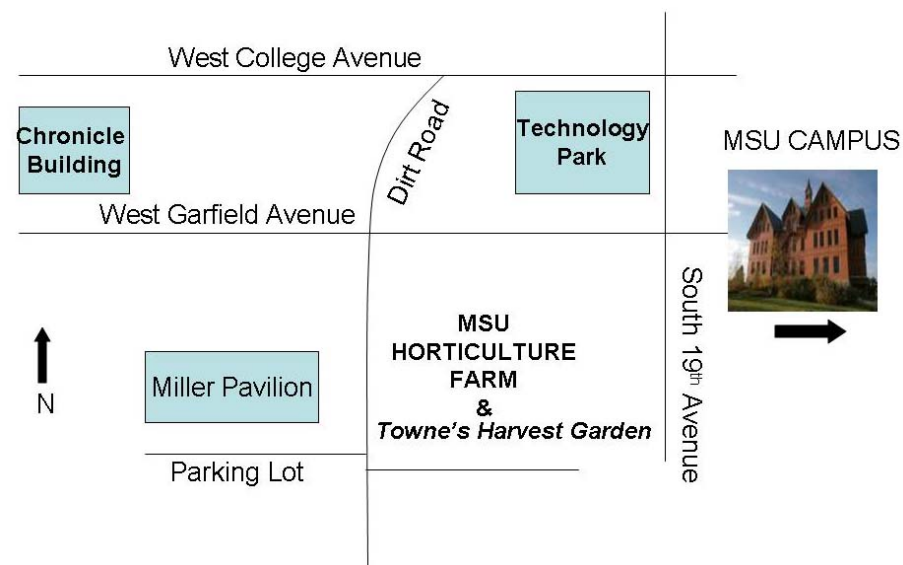 West College Avenue
Chronicle
Building
Dirt Road
Technology
Park
MSU CAMPUS
West Garfield Avenue
South 19th Avenue
MSU
HORTICULTURE
FARM
&
Towne's Harvest Garden
N
Miller Pavilion
Parking Lot